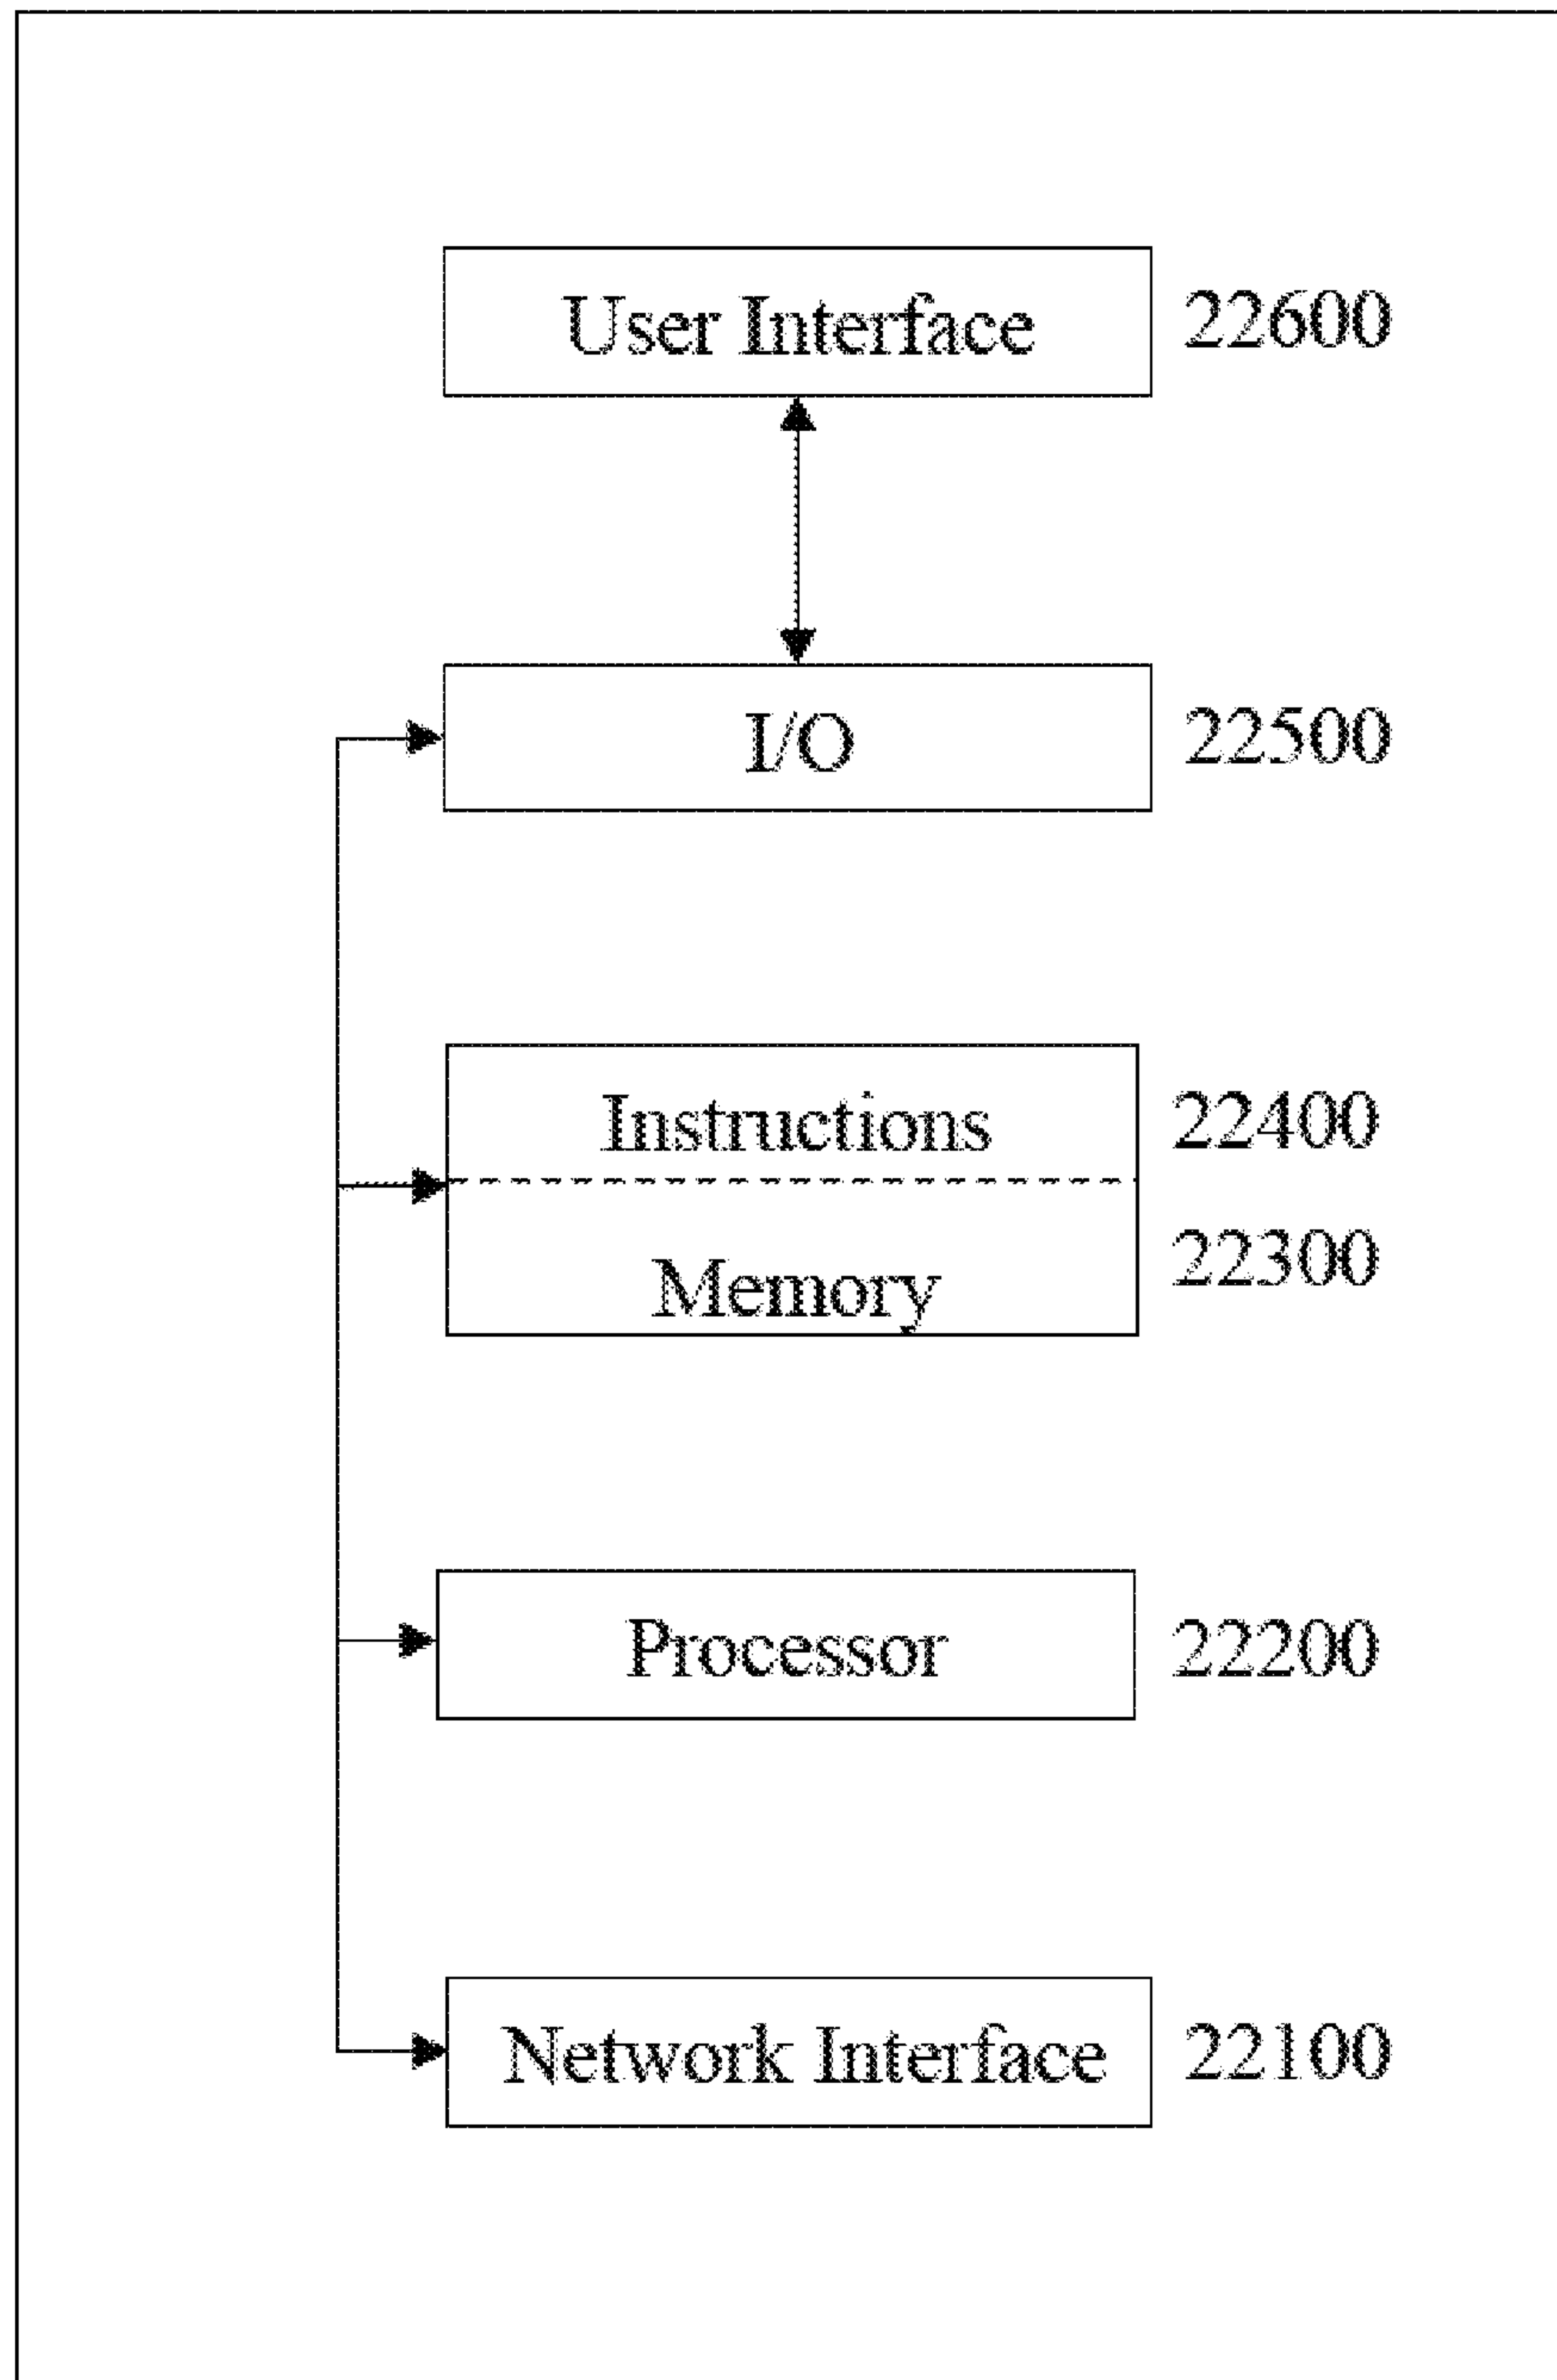 User Interface 22600
I/O 22500
Instructions 22400
Memory 22300
Processor 22200
Network Interface 22100